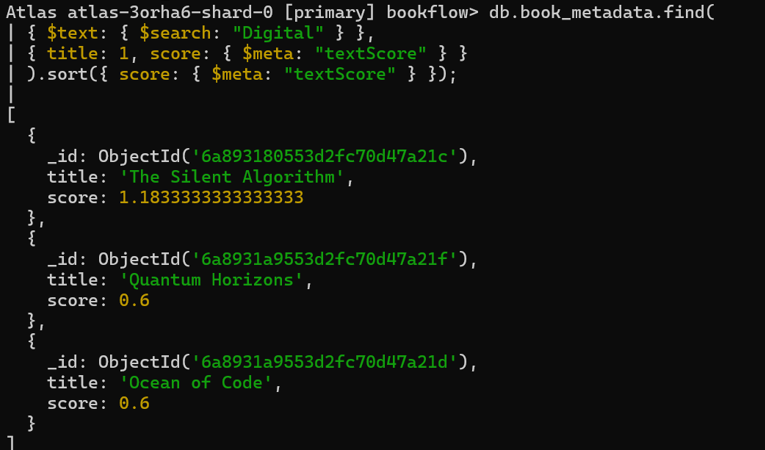 Atlas atlas-3orha6-shard-0 [primary] bookflow> db.book_metadata.find(
| { $text: { $search: "Digital" } },
| { title: 1, score: { $meta: "textScore" } }
| ).sort({ score: { $meta: "textScore" } });
|
[
  {
    _id: ObjectId('6a893180553d2fc70d47a21c'),
    title: 'The Silent Algorithm',
    score: 1.1833333333333333
  },
  {
    _id: ObjectId('6a8931a9553d2fc70d47a21f'),
    title: 'Quantum Horizons',
    score: 0.6
  },
  {
    _id: ObjectId('6a8931a9553d2fc70d47a21d'),
    title: 'Ocean of Code',
    score: 0.6
  }
]